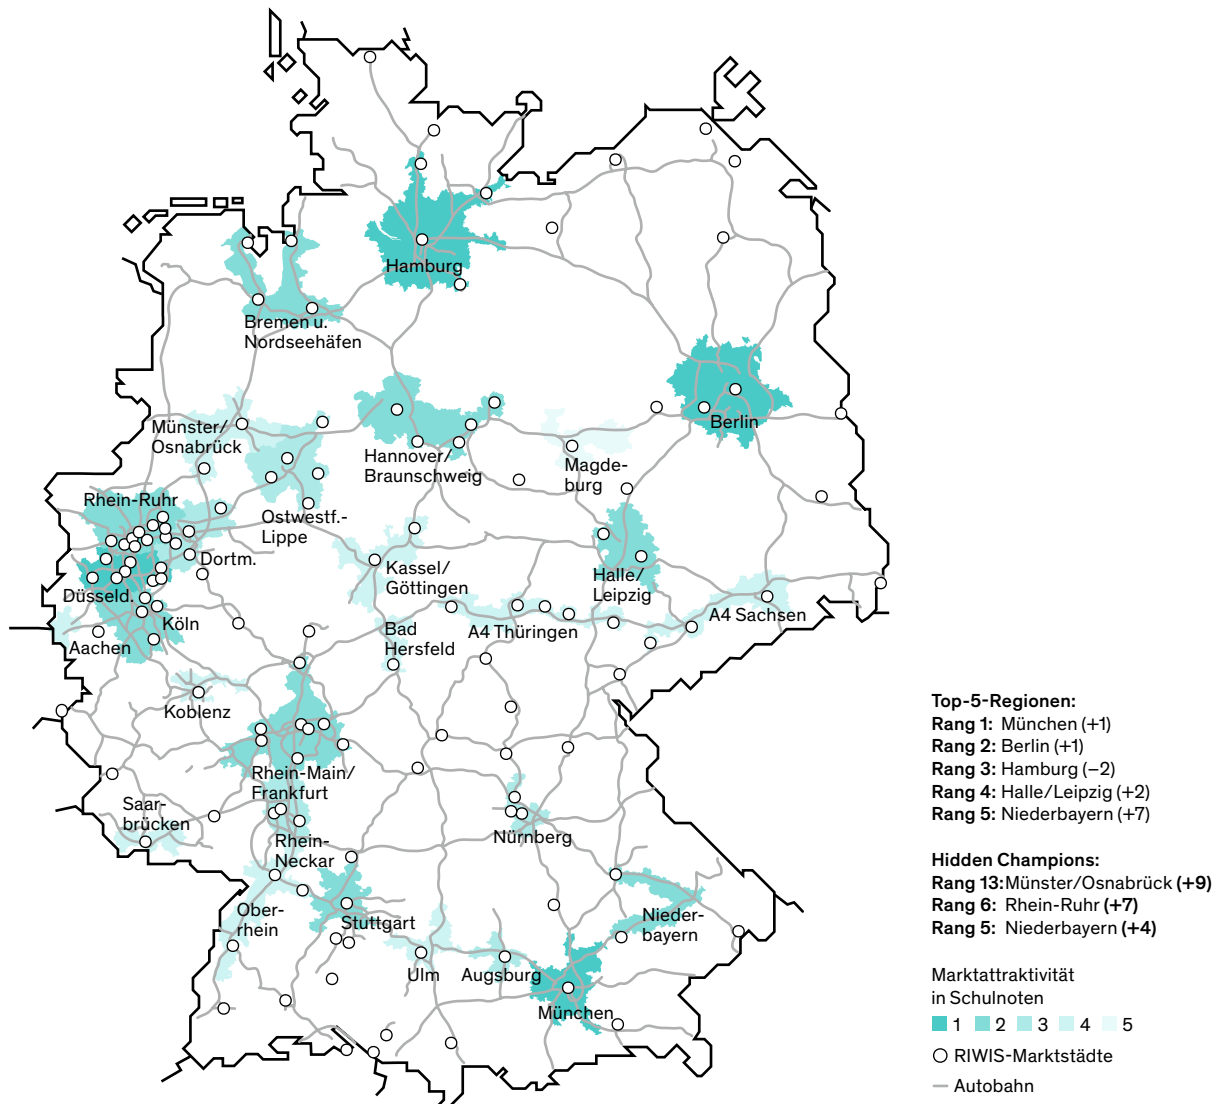 Hamburg
Bremen u.
Nordseehäfen
Berlin
Münster/
Osnabrück
Hannover/
Braunschweig
Magde-
burg
Rhein-Ruhr
Ostwestf.-
Lippe
Dortm.
Kassel/
Göttingen
Halle/
Leipzig
Düsseld.
A4 Sachsen
Köln
Bad
Hersfeld
A4 Thüringen
Aachen
Koblenz
Rhein-Main/
Frankfurt
Saar-
brücken
Rhein-
Neckar
Nürnberg
Ober-
rhein
Stuttgart
Nieder-
bayern
Ulm
Augsburg
München
Top-5-Regionen:
Rang 1: München (+1)
Rang 2: Berlin (+1)
Rang 3: Hamburg (−2)
Rang 4: Halle/Leipzig (+2)
Rang 5: Niederbayern (+7)
Hidden Champions:
Rang 13: Münster/Osnabrück (+9)
Rang 6: Rhein-Ruhr (+7)
Rang 5: Niederbayern (+4)
Marktattraktivität
in Schulnoten
1 2 3 4 5
RIWIS-Marktstädte
Autobahn